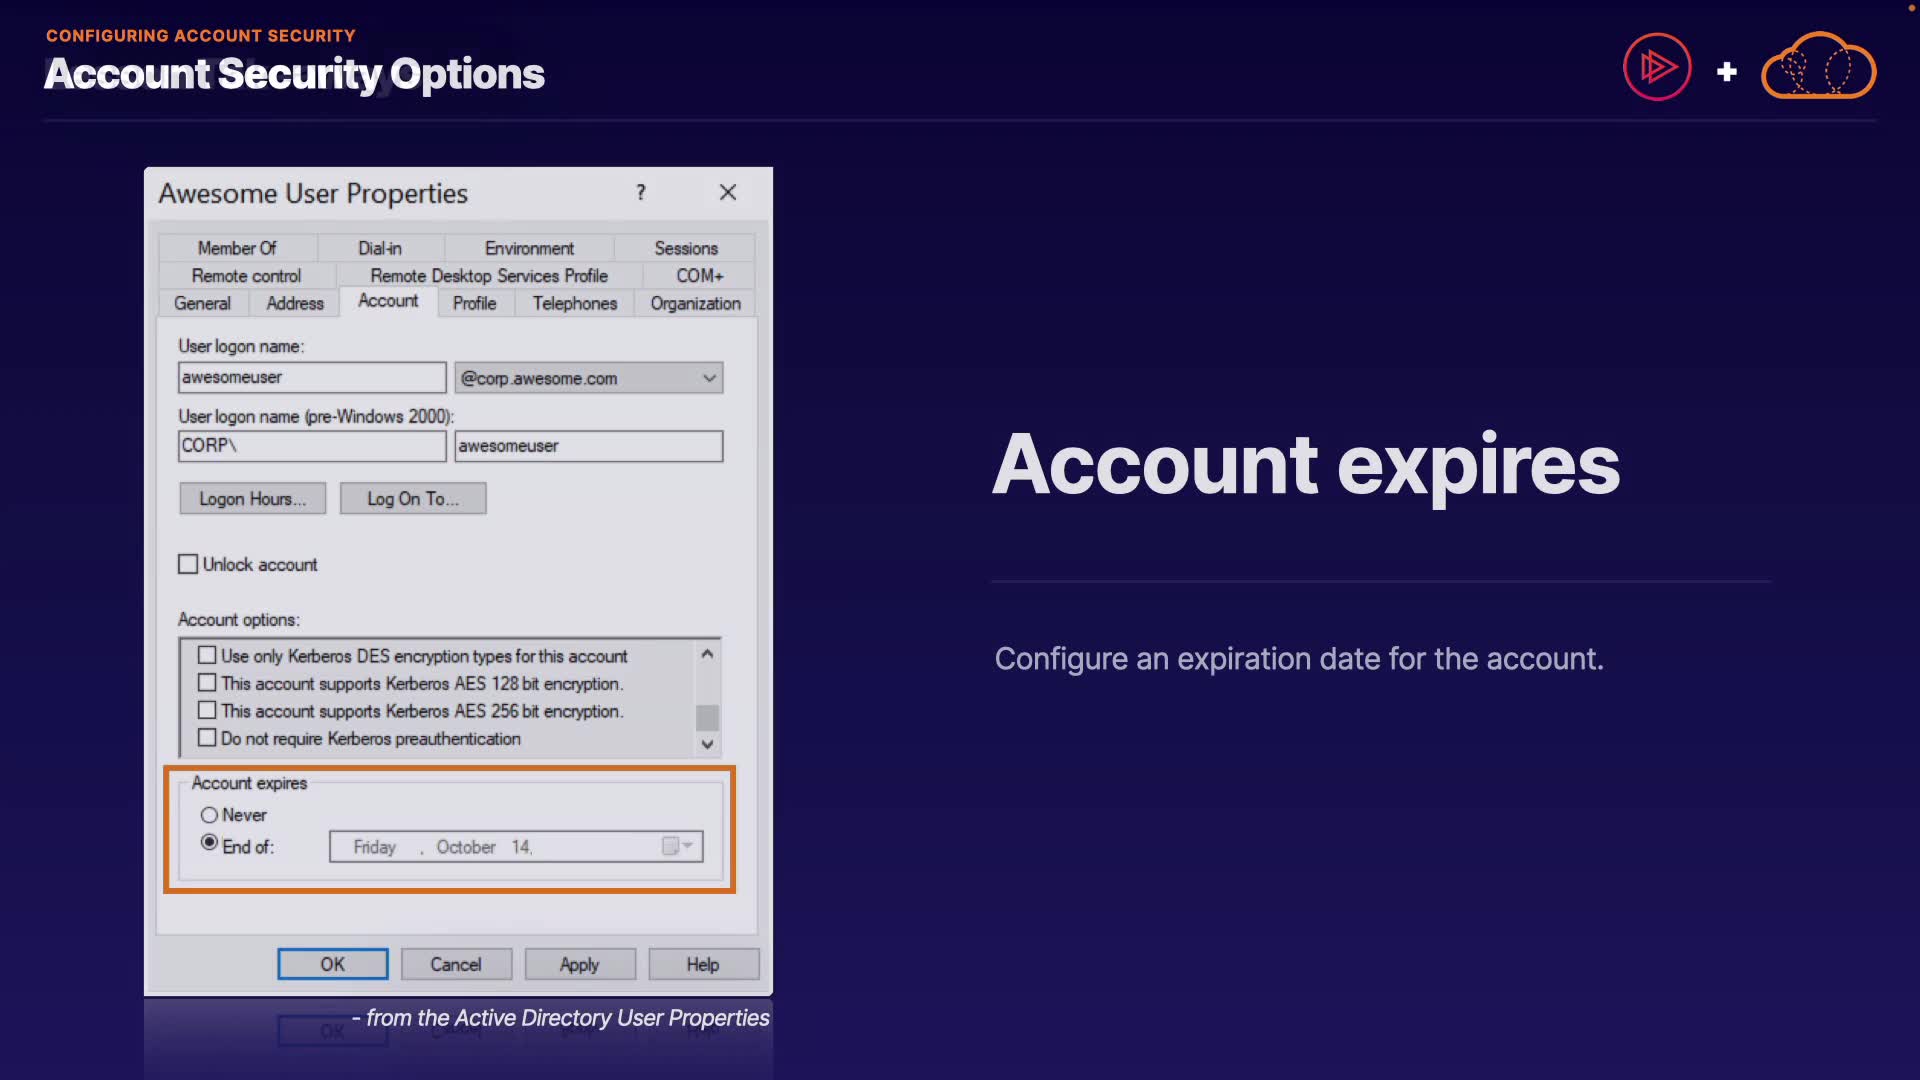 CONFIGURING ACCOUNT SECURITY
Account Security Options
Awesome User Properties
?
Member Of Dial-in Environment Sessions
Remote control Remote Desktop Services Profile COM+
General Address Account Profile Telephones Organization
User logon name:
awesomeuser @corp.awesome.com
User logon name (pre-Windows 2000):
CORP\ awesomeuser
Logon Hours... Log On To...
Unlock account
Account options:
Use only Kerberos DES encryption types for this account
This account supports Kerberos AES 128 bit encryption.
This account supports Kerberos AES 256 bit encryption.
Do not require Kerberos preauthentication
Account expires
Never
End of: Friday , October 14,
OK Cancel Apply Help
- from the Active Directory User Properties
Account expires
Configure an expiration date for the account.